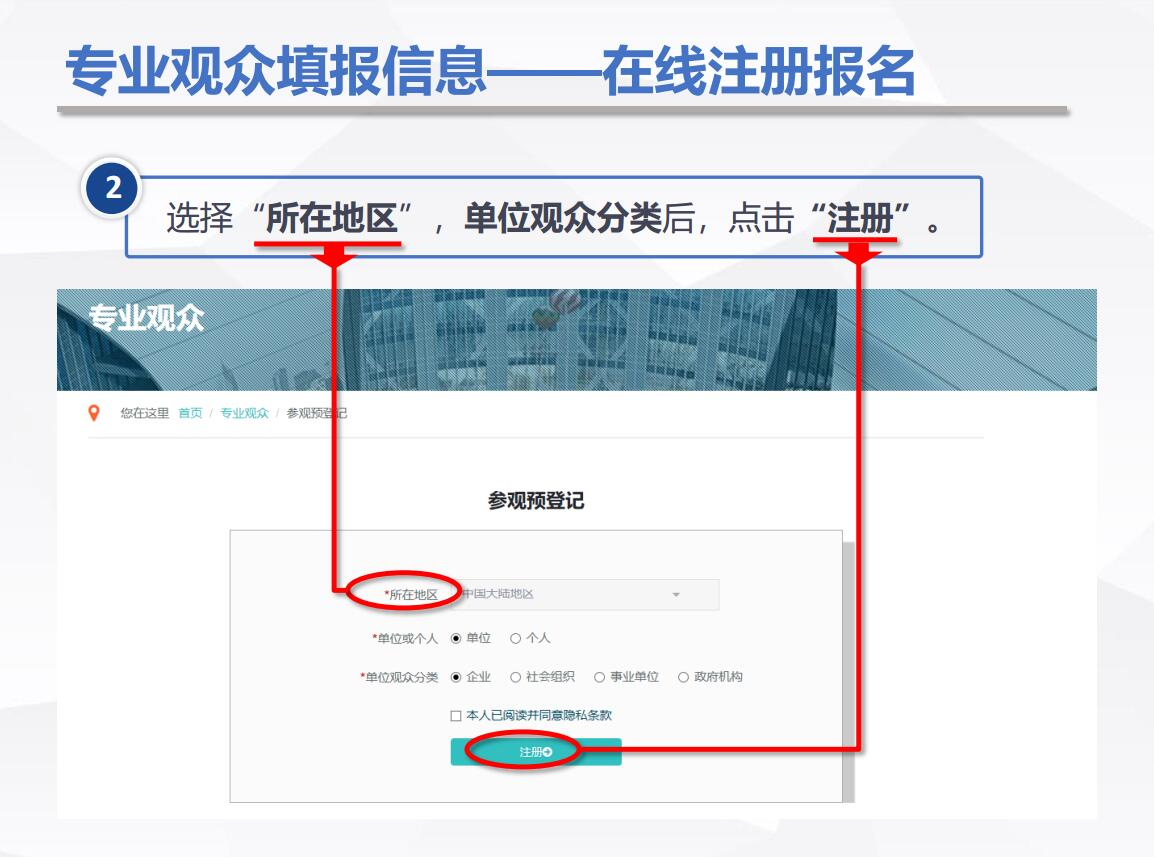 专业观众填报信息——在线注册报名
2
选择“所在地区”，单位观众分类后，点击“注册”。
专业观众
您在这里 首页 / 专业观众 / 参观预登记
参观预登记
*所在地区 中国大陆地区
*单位或个人 单位 个人
*单位观众分类 企业 社会组织 事业单位 政府机构
本人已阅读并同意隐私条款
注册